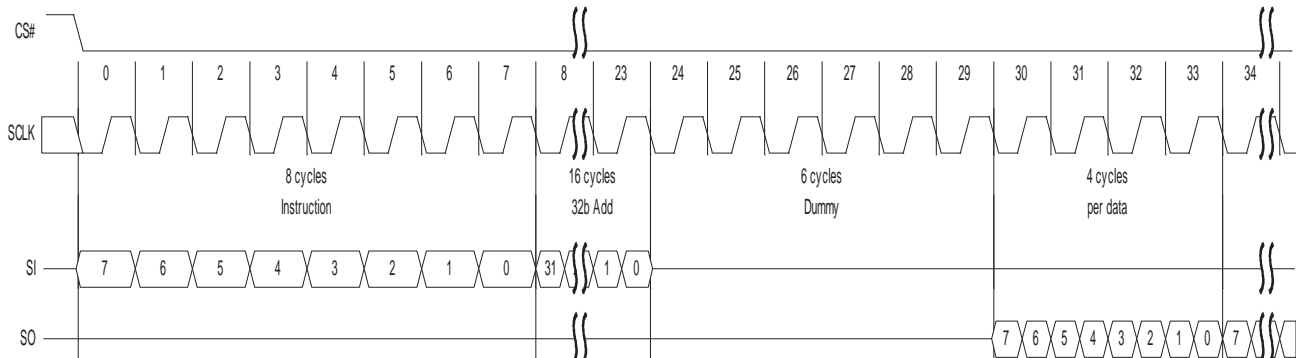 CS#
0 1 2 3 4 5 6 7 8 23 24 25 26 27 28 29 30 31 32 33 34
SCLK
8 cycles 16 cycles 6 cycles 4 cycles
Instruction 32b Add Dummy per data
SI 7 6 5 4 3 2 1 0 31 1 0
SO 7 6 5 4 3 2 1 0 7